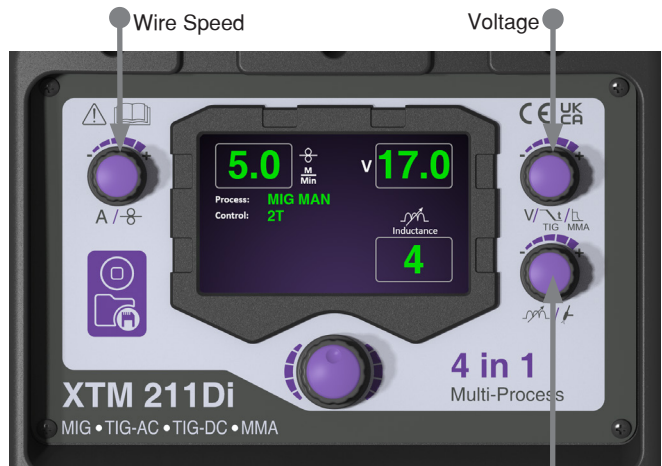 Wire Speed
Voltage
CE UK CA
- +
- +
5.0 M/Min
V 17.0
Process: MIG MAN
Control: 2T
Inductance
4
A /
V/ t /
TIG MMA
- +
/
4 in 1
Multi-Process
XTM 211Di
MIG • TIG-AC • TIG-DC • MMA